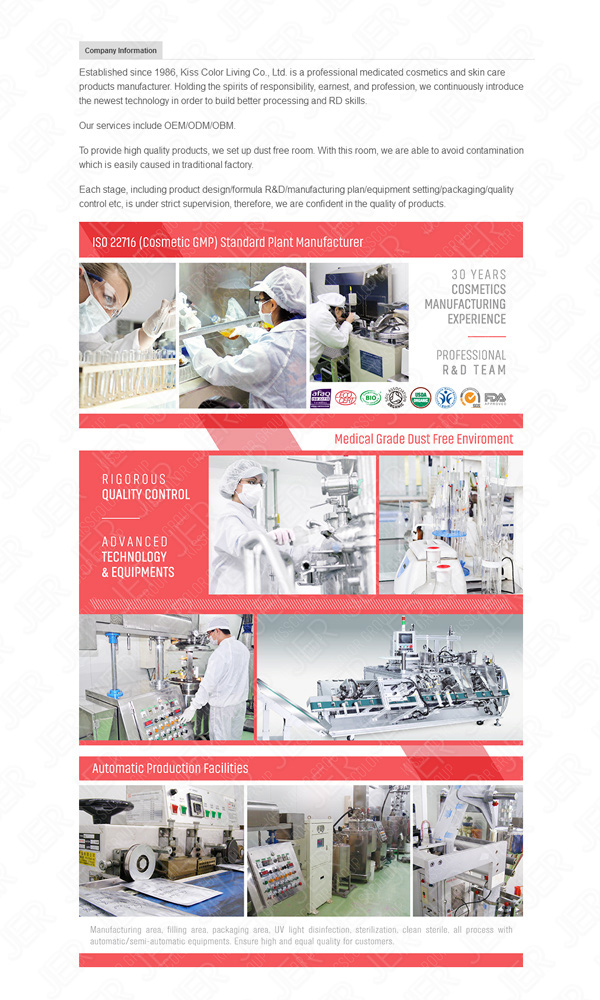 Company Information
Established since 1986, Kiss Color Living Co., Ltd. is a professional medicated cosmetics and skin care
products manufacturer. Holding the spirits of responsibility, earnest, and profession, we continuously introduce
the newest technology in order to build better processing and RD skills.
Our services include OEM/ODM/OBM.
To provide high quality products, we set up dust free room. With this room, we are able to avoid contamination
which is easily caused in traditional factory.
Each stage, including product design/formula R&D/manufacturing plan/equipment setting/packaging/quality
control etc, is under strict supervision, therefore, we are confident in the quality of products.
ISO 22716 (Cosmetic GMP) Standard Plant Manufacturer
30 YEARS
COSMETICS
MANUFACTURING
EXPERIENCE
PROFESSIONAL
R&D TEAM
afaq
ECO CERT
BIO
USDA
ORGANIC
SGS
FDA
APPROVED
Medical Grade Dust Free Enviroment
RIGOROUS
QUALITY CONTROL
ADVANCED
TECHNOLOGY
& EQUIPMENTS
Automatic Production Facilities
Manufacturing area, filling area, packaging area, UV light disinfection, sterilization, clean sterile, all process with
automatic/semi-automatic equipments. Ensure high and equal quality for customers.
JER